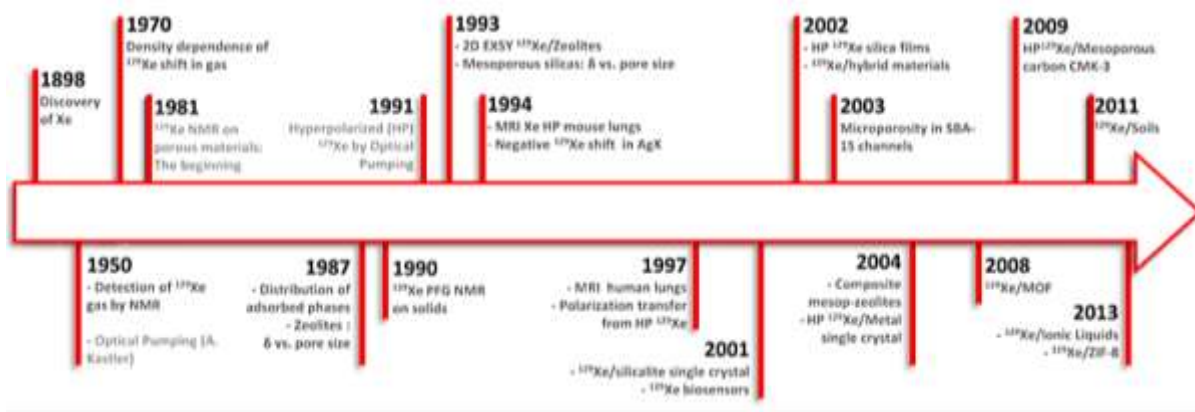 1898
Discovery
of Xe
1970
Density dependence of
¹²⁹Xe shift in gas
1981
¹²⁹Xe NMR on
porous materials:
The beginning
1991
Hyperpolarized (HP)
¹²⁹Xe by Optical
Pumping
1993
- 2D EXSY ¹²⁹Xe/Zeolites
- Mesoporous silicas: δ vs. pore size
1994
- MRI Xe HP mouse lungs
- Negative ¹²⁹Xe shift in AgX
2002
- HP ¹²⁹Xe silica films
- ¹²⁹Xe/hybrid materials
2003
Microporosity in SBA-
15 channels
2009
HP¹²⁹Xe/Mesoporous
carbon CMK-3
2011
¹²⁹Xe/Soils
1950
- Detection of ¹²⁹Xe
gas by NMR
- Optical Pumping (A.
Kastler)
1987
- Distribution of
adsorbed phases
- Zeolites :
δ vs. pore size
1990
¹²⁹Xe PFG NMR
on solids
1997
- MRI human lungs
- Polarization transfer
from HP ¹²⁹Xe
2001
- ¹²⁹Xe/silicalite single crystal
- ¹²⁹Xe biosensors
2004
- Composite
mesop-zeolites
- HP ¹²⁹Xe/Metal
single crystal
2008
¹²⁹Xe/MOF
2013
- ¹²⁹Xe/Ionic Liquids
- ¹²⁹Xe/ZIF-8